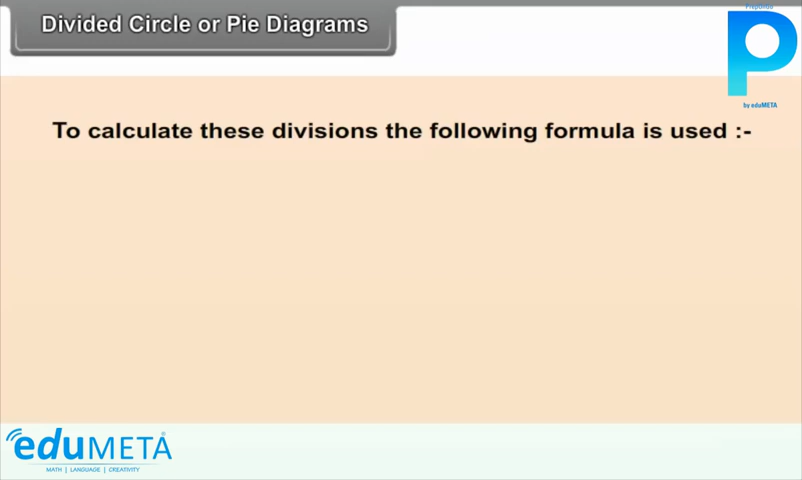 Divided Circle or Pie Diagrams
Prepondo
P
by eduMETA
To calculate these divisions the following formula is used :-
eduMETA
MATH | LANGUAGE | CREATIVITY